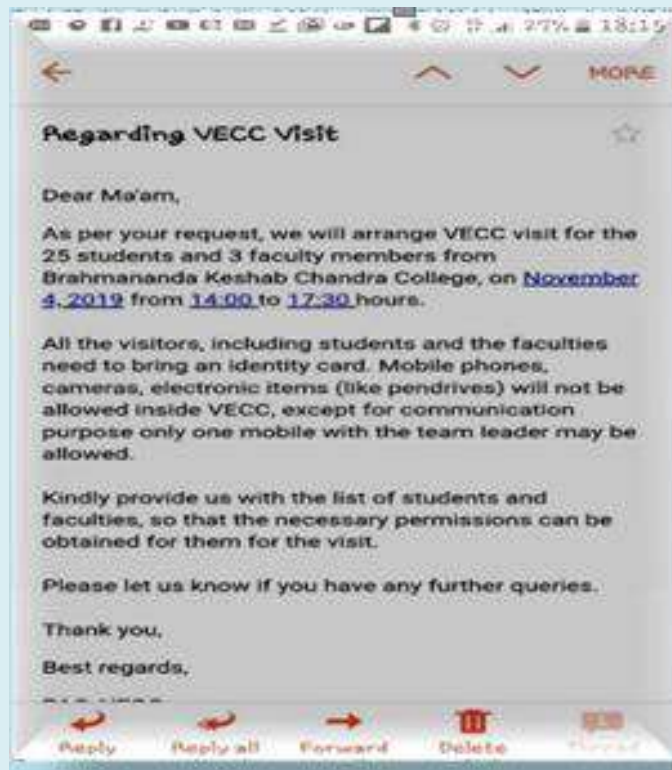 27% 18:15
MORE
Regarding VECC Visit
Dear Ma'am,
As per your request, we will arrange VECC visit for the
25 students and 3 faculty members from
Brahmananda Keshab Chandra College, on November
4, 2019 from 14:00 to 17:30 hours.
All the visitors, including students and the faculties
need to bring an identity card. Mobile phones,
cameras, electronic items (like pendrives) will not be
allowed inside VECC, except for communication
purpose only one mobile with the team leader may be
allowed.
Kindly provide us with the list of students and
faculties, so that the necessary permissions can be
obtained for them for the visit.
Please let us know if you have any further queries.
Thank you,
Best regards,
Reply Reply all Forward Delete